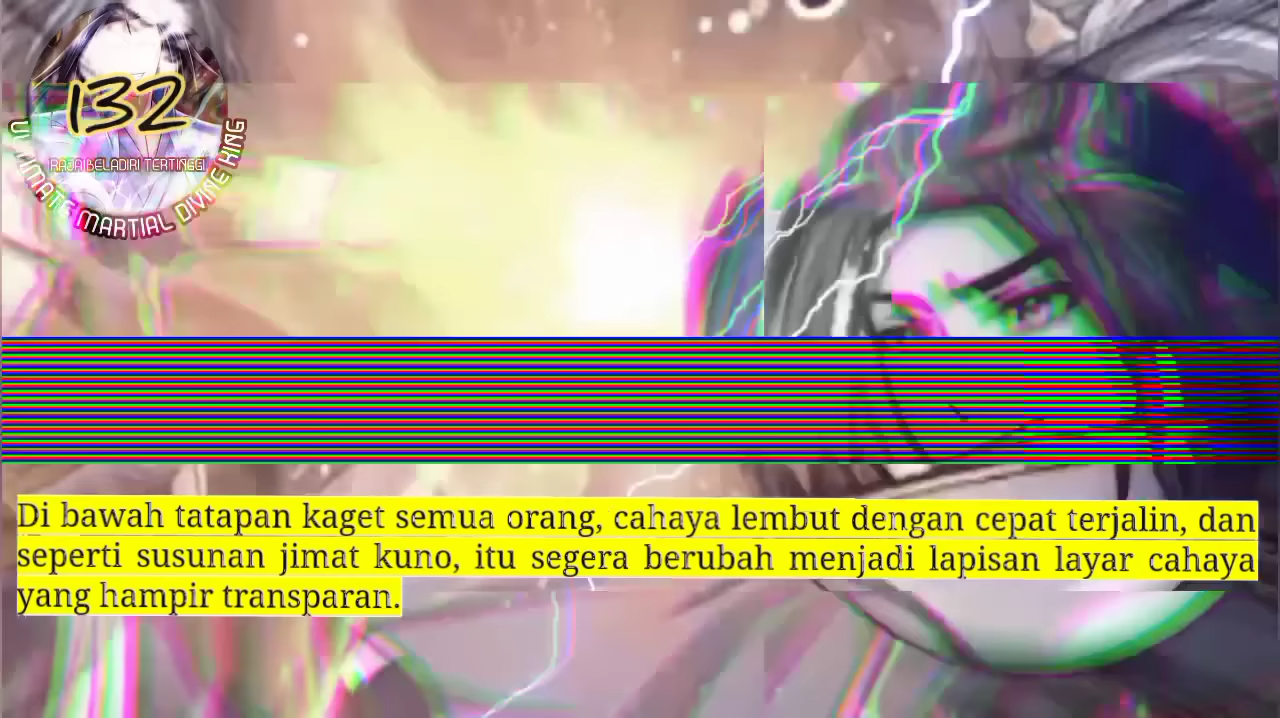 132
RAJA BELADIRI TERTINGGI
ULTIMATE MARTIAL DIVINE KING
Di bawah tatapan kaget semua orang, cahaya lembut dengan cepat terjalin, dan
seperti susunan jimat kuno, itu segera berubah menjadi lapisan layar cahaya
yang hampir transparan.